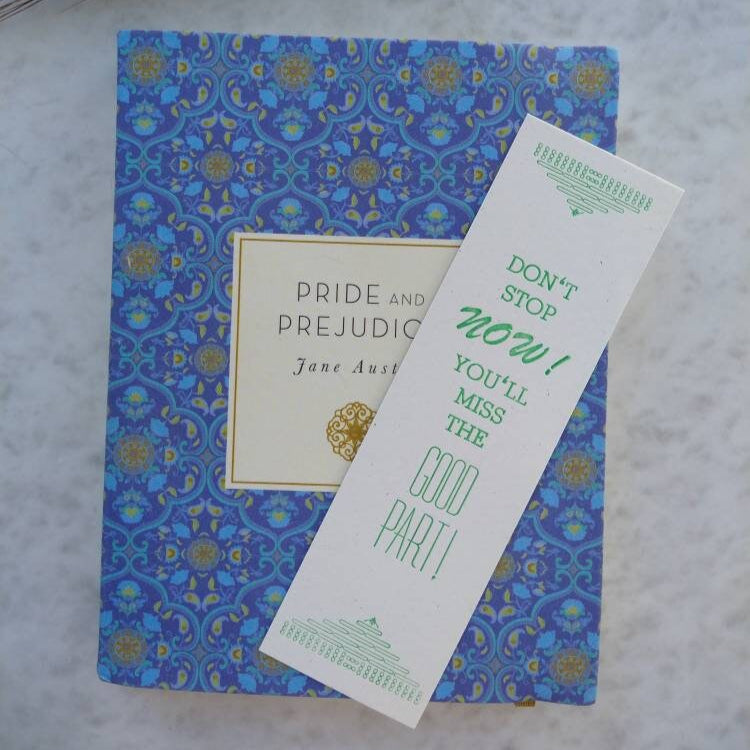 PRIDE AND
PREJUDIC
Jane Aust
DON'T
STOP
NOW!
YOU'LL
MISS
THE
GOOD
PART!